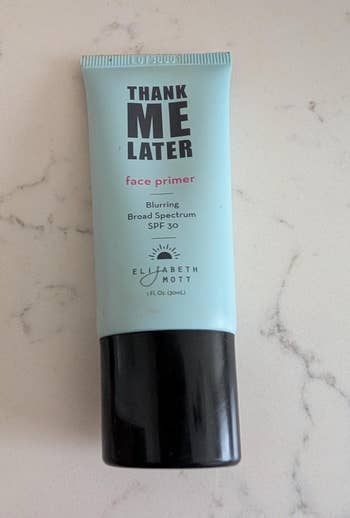 THANK
ME
LATER
face primer
Blurring
Broad Spectrum
SPF 30
ELIZABETH
MOTT
1 FL Oz. (30mL)